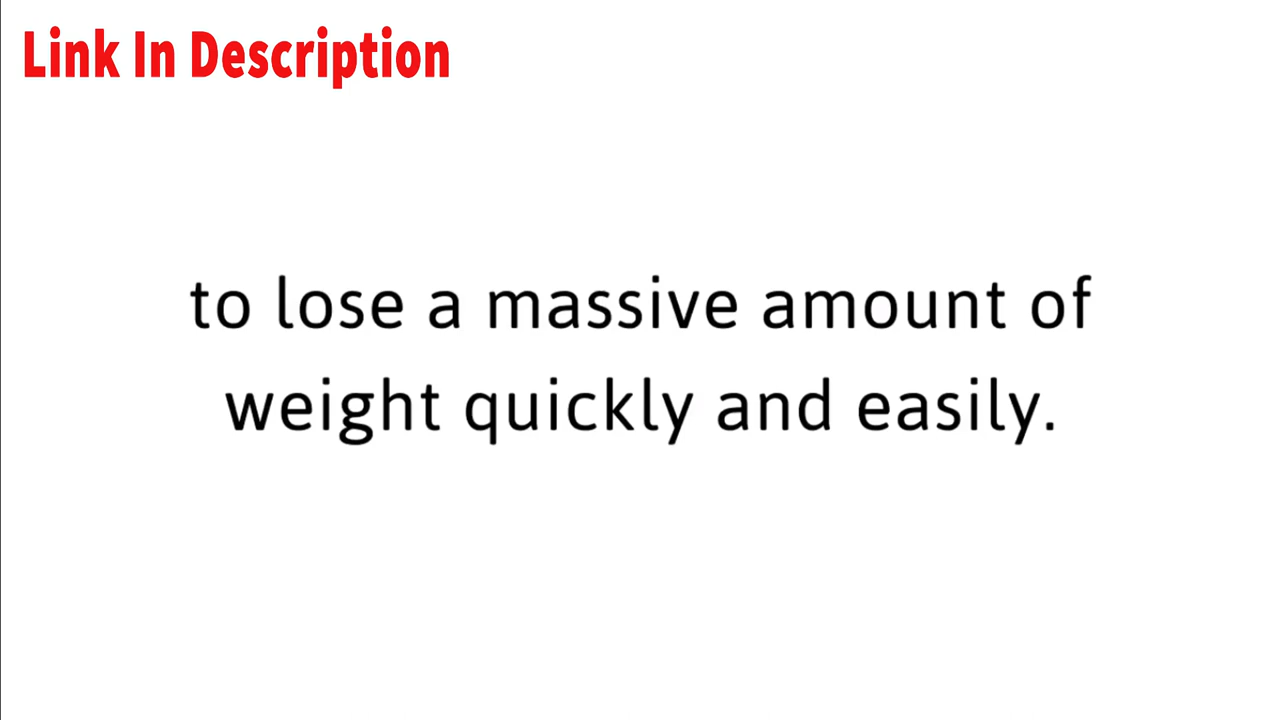 Link In Description
to lose a massive amount of
weight quickly and easily.